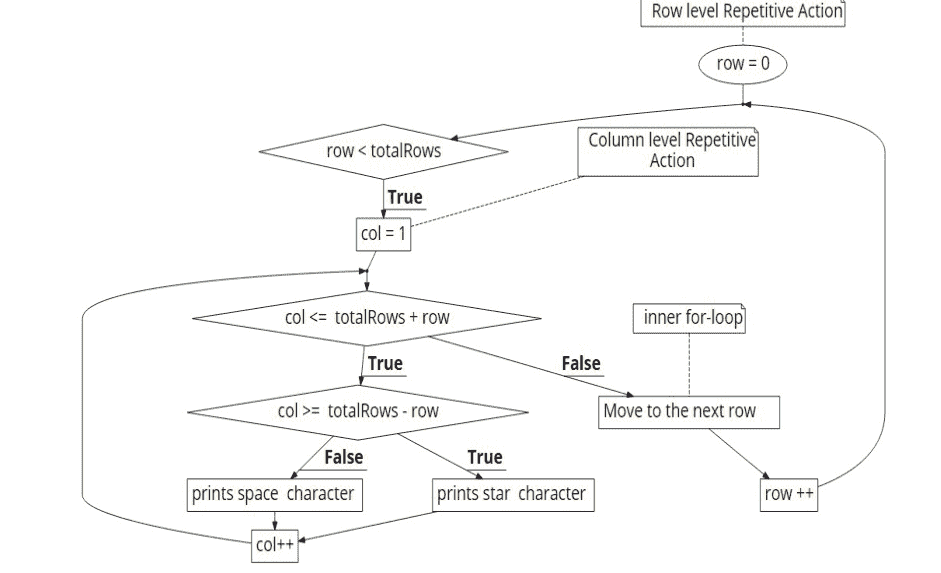 Row level Repetitive Action
row = 0
row < totalRows
Column level Repetitive
Action
True
col = 1
col <= totalRows + row
inner for-loop
True
False
col >= totalRows - row
Move to the next row
False
True
prints space character
prints star character
row ++
col++